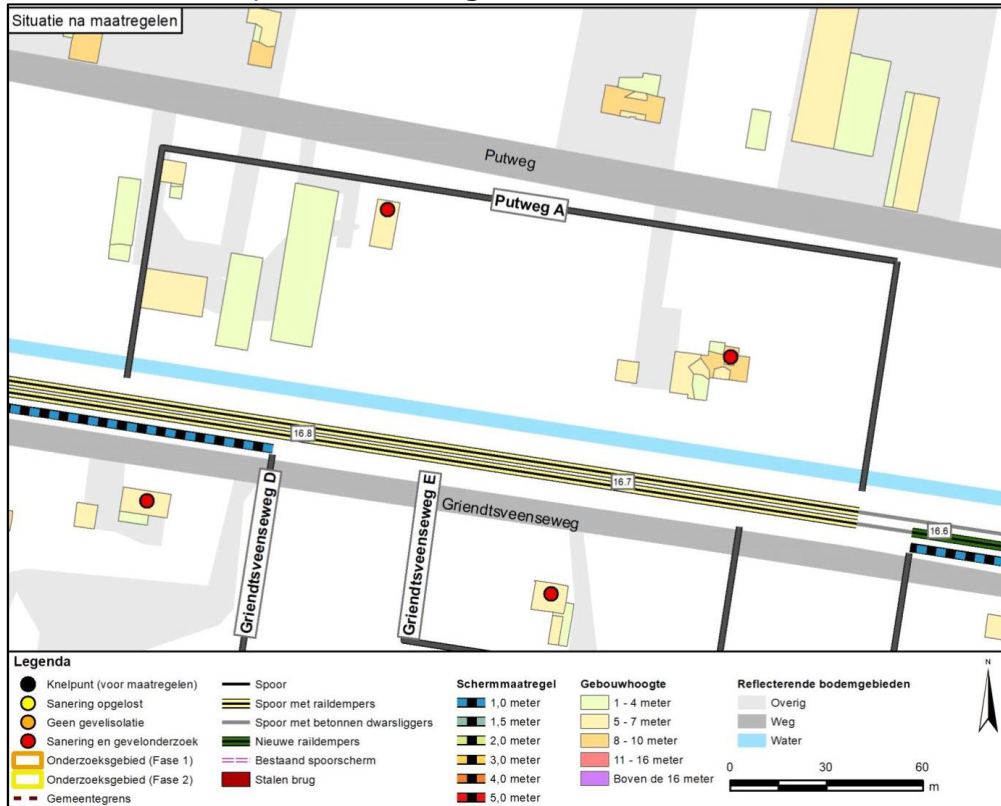 Situatie na maatregelen
Putweg
Putweg A
16.8
16.7
16.6
Griendtsveenseweg
Griendtsveenseweg D
Griendtsveenseweg E
Legenda
Knelpunt (voor maatregelen)
Sanering opgelost
Geen gevelisolatie
Sanering en gevelonderzoek
Onderzoeksgebied (Fase 1)
Onderzoeksgebied (Fase 2)
Gemeentegrens
Spoor
Spoor met raildempers
Spoor met betonnen dwarsliggers
Nieuwe raildempers
Bestaand spoorscherm
Stalen brug
Schermmaatregel
1,0 meter
1,5 meter
2,0 meter
3,0 meter
4,0 meter
5,0 meter
Gebouwhoogte
1 - 4 meter
5 - 7 meter
8 - 10 meter
11 - 16 meter
Boven de 16 meter
Reflecterende bodemgebieden
Overig
Weg
Water
N
0 30 60
m